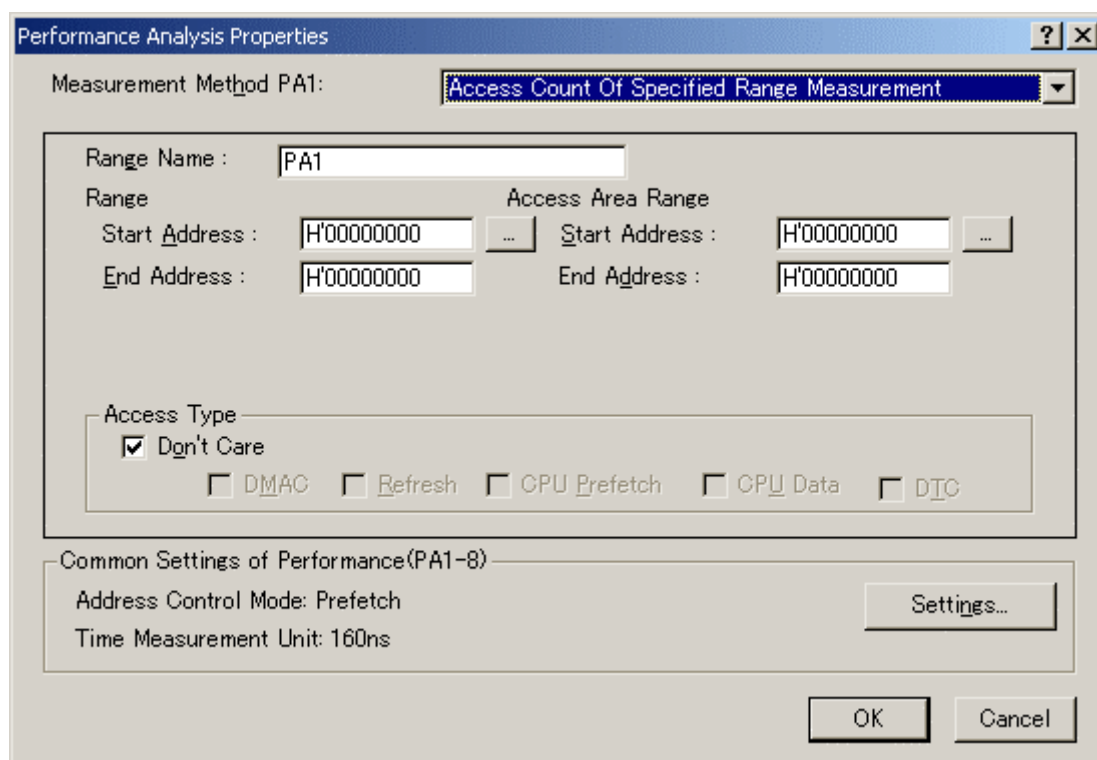 Performance Analysis Properties
Measurement Method PA1: Access Count Of Specified Range Measurement
Range Name : PA1
Range Access Area Range
Start Address : H'00000000 ... Start Address : H'00000000 ...
End Address : H'00000000 End Address : H'00000000
Access Type
Don't Care
DMAC Refresh CPU Prefetch CPU Data DTC
Common Settings of Performance(PA1-8)
Address Control Mode: Prefetch Settings...
Time Measurement Unit: 160ns
OK Cancel